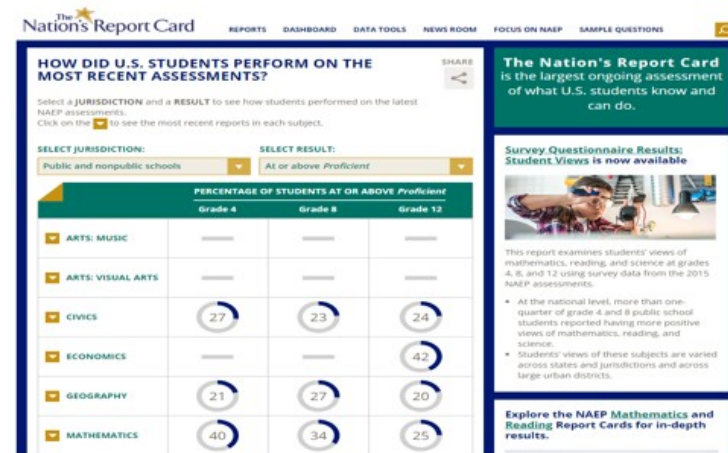 The
Nation's Report Card
REPORTS DASHBOARD DATA TOOLS NEWS ROOM FOCUS ON NAEP SAMPLE QUESTIONS
HOW DID U.S. STUDENTS PERFORM ON THE
MOST RECENT ASSESSMENTS?
SHARE
Select a JURISDICTION and a RESULT to see how students performed on the latest
NAEP assessments.
Click on the to see the most recent reports in each subject.
SELECT JURISDICTION: SELECT RESULT:
Public and nonpublic schools At or above Proficient
PERCENTAGE OF STUDENTS AT OR ABOVE Proficient
Grade 4 Grade 8 Grade 12
ARTS: MUSIC
ARTS: VISUAL ARTS
CIVICS 27 23 24
ECONOMICS 42
GEOGRAPHY 21 27 20
MATHEMATICS 40 34 25
The Nation's Report Card
is the largest ongoing assessment
of what U.S. students know and
can do.
Survey Questionnaire Results:
Student Views is now available
This report examines students' views of
mathematics, reading, and science at grades
4, 8, and 12 using survey data from the 2015
NAEP assessments.
• At the national level, more than one-
quarter of grade 4 and 8 public school
students reported having more positive
views of mathematics, reading, and
science.
• Students' views of these subjects are varied
across states and jurisdictions and across
large urban districts.
Explore the NAEP Mathematics and
Reading Report Cards for in-depth
results.